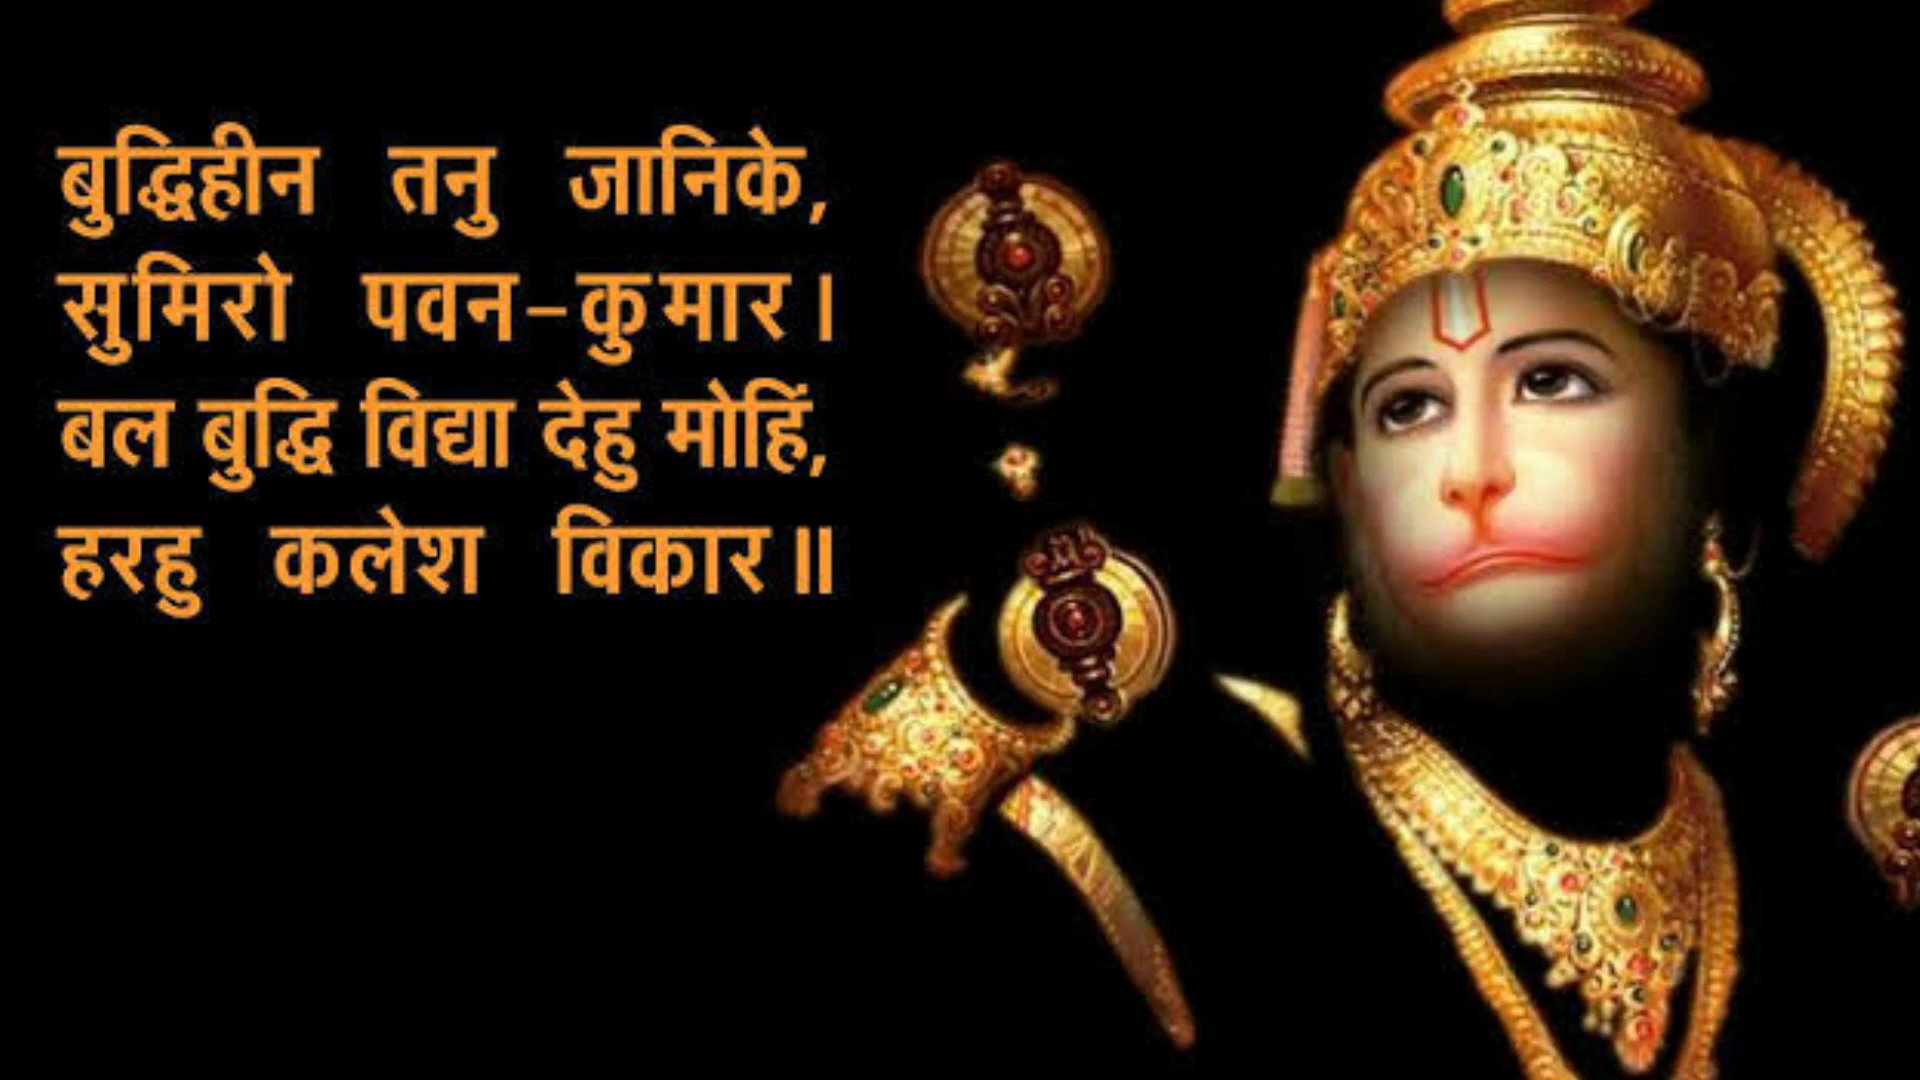 बुद्धिहीन तनु जानिके,
सुमिरो पवन-कुमार।
बल बुद्धि विद्या देहु मोहिं,
हरहु कलेश विकार॥